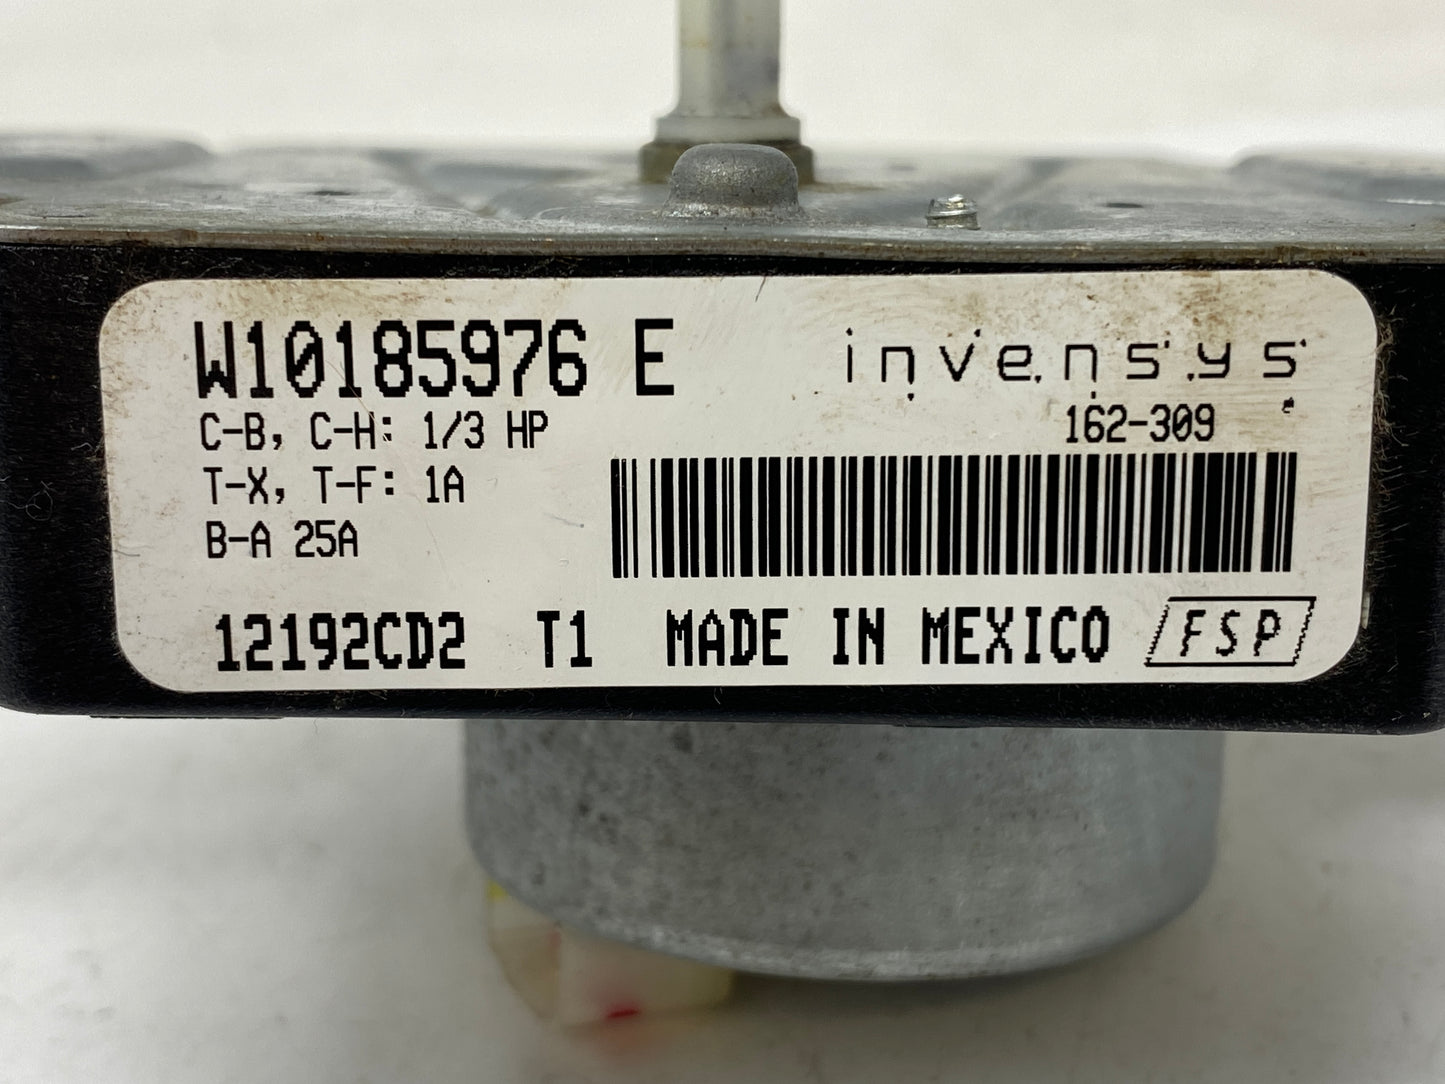 W10185976 E
invensys
C-B, C-H: 1/3 HP
162-309
T-X, T-F: 1A
B-A 25A
12192CD2 T1 MADE IN MEXICO FSP